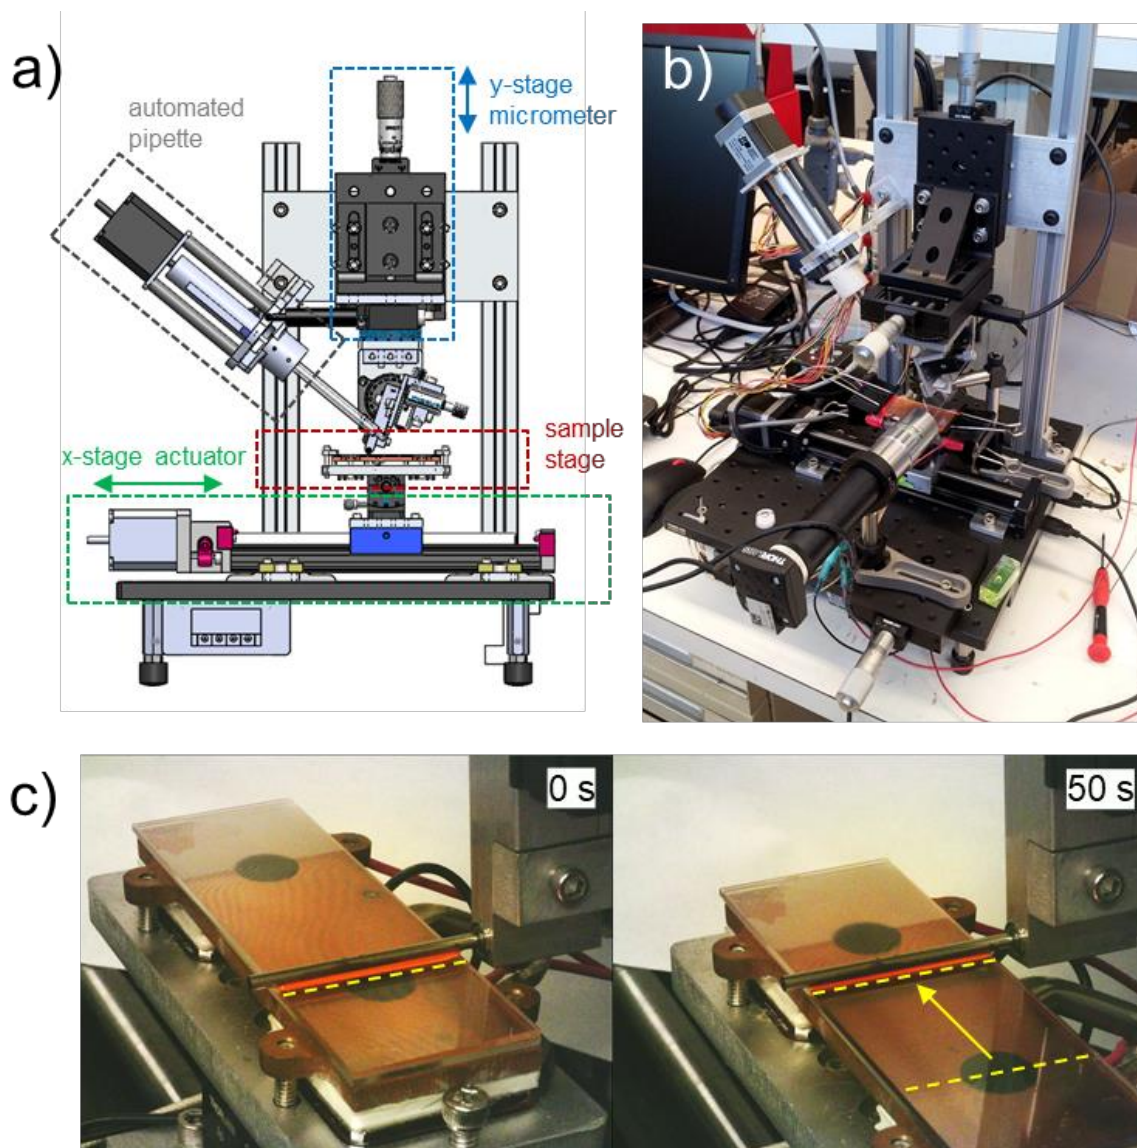 a)
automated
pipette
y-stage
micrometer
sample
stage
x-stage actuator
b)
c)
0 s
50 s